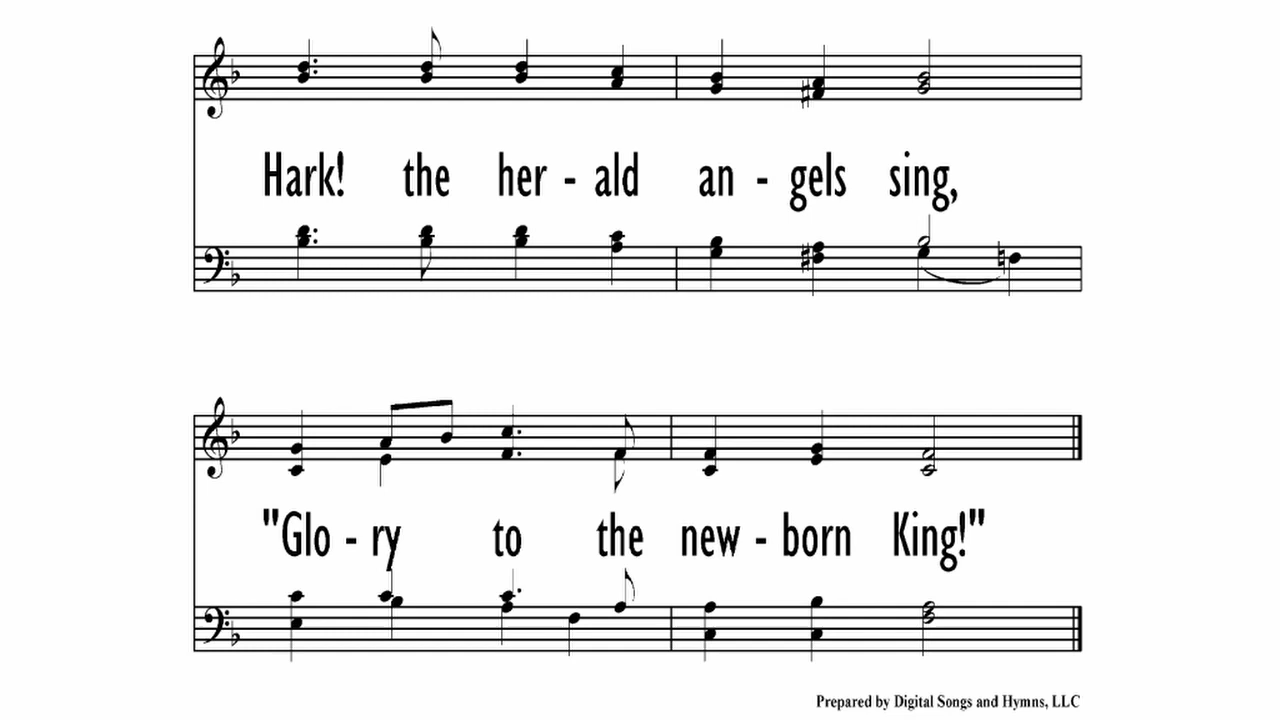 Hark! the her - ald an - gels sing,
"Glo - ry to the new - born King!"
Prepared by Digital Songs and Hymns, LLC